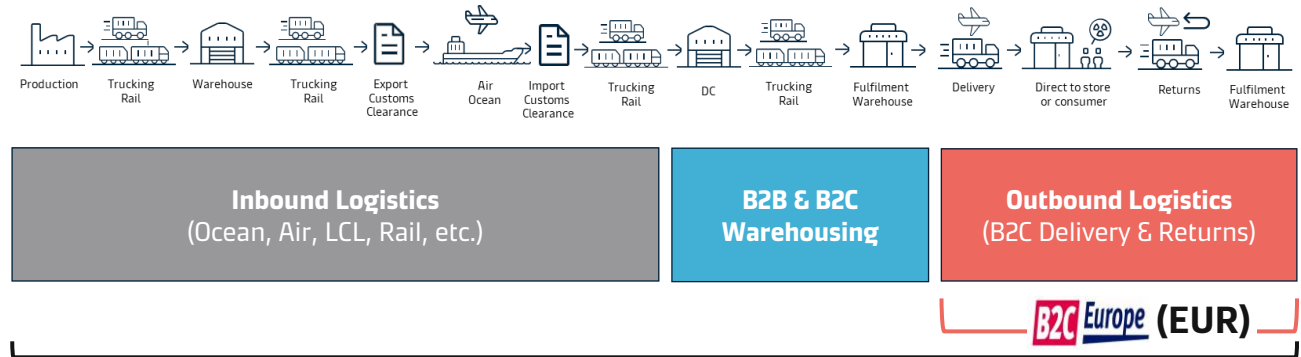 Production
Trucking
Rail
Warehouse
Trucking
Rail
Export
Customs
Clearance
Air
Ocean
Import
Customs
Clearance
Trucking
Rail
DC
Trucking
Rail
Fulfilment
Warehouse
Delivery
Direct to store
or consumer
Returns
Fulfilment
Warehouse
Inbound Logistics
(Ocean, Air, LCL, Rail, etc.)
B2B & B2C
Warehousing
Outbound Logistics
(B2C Delivery & Returns)
B2C Europe (EUR)